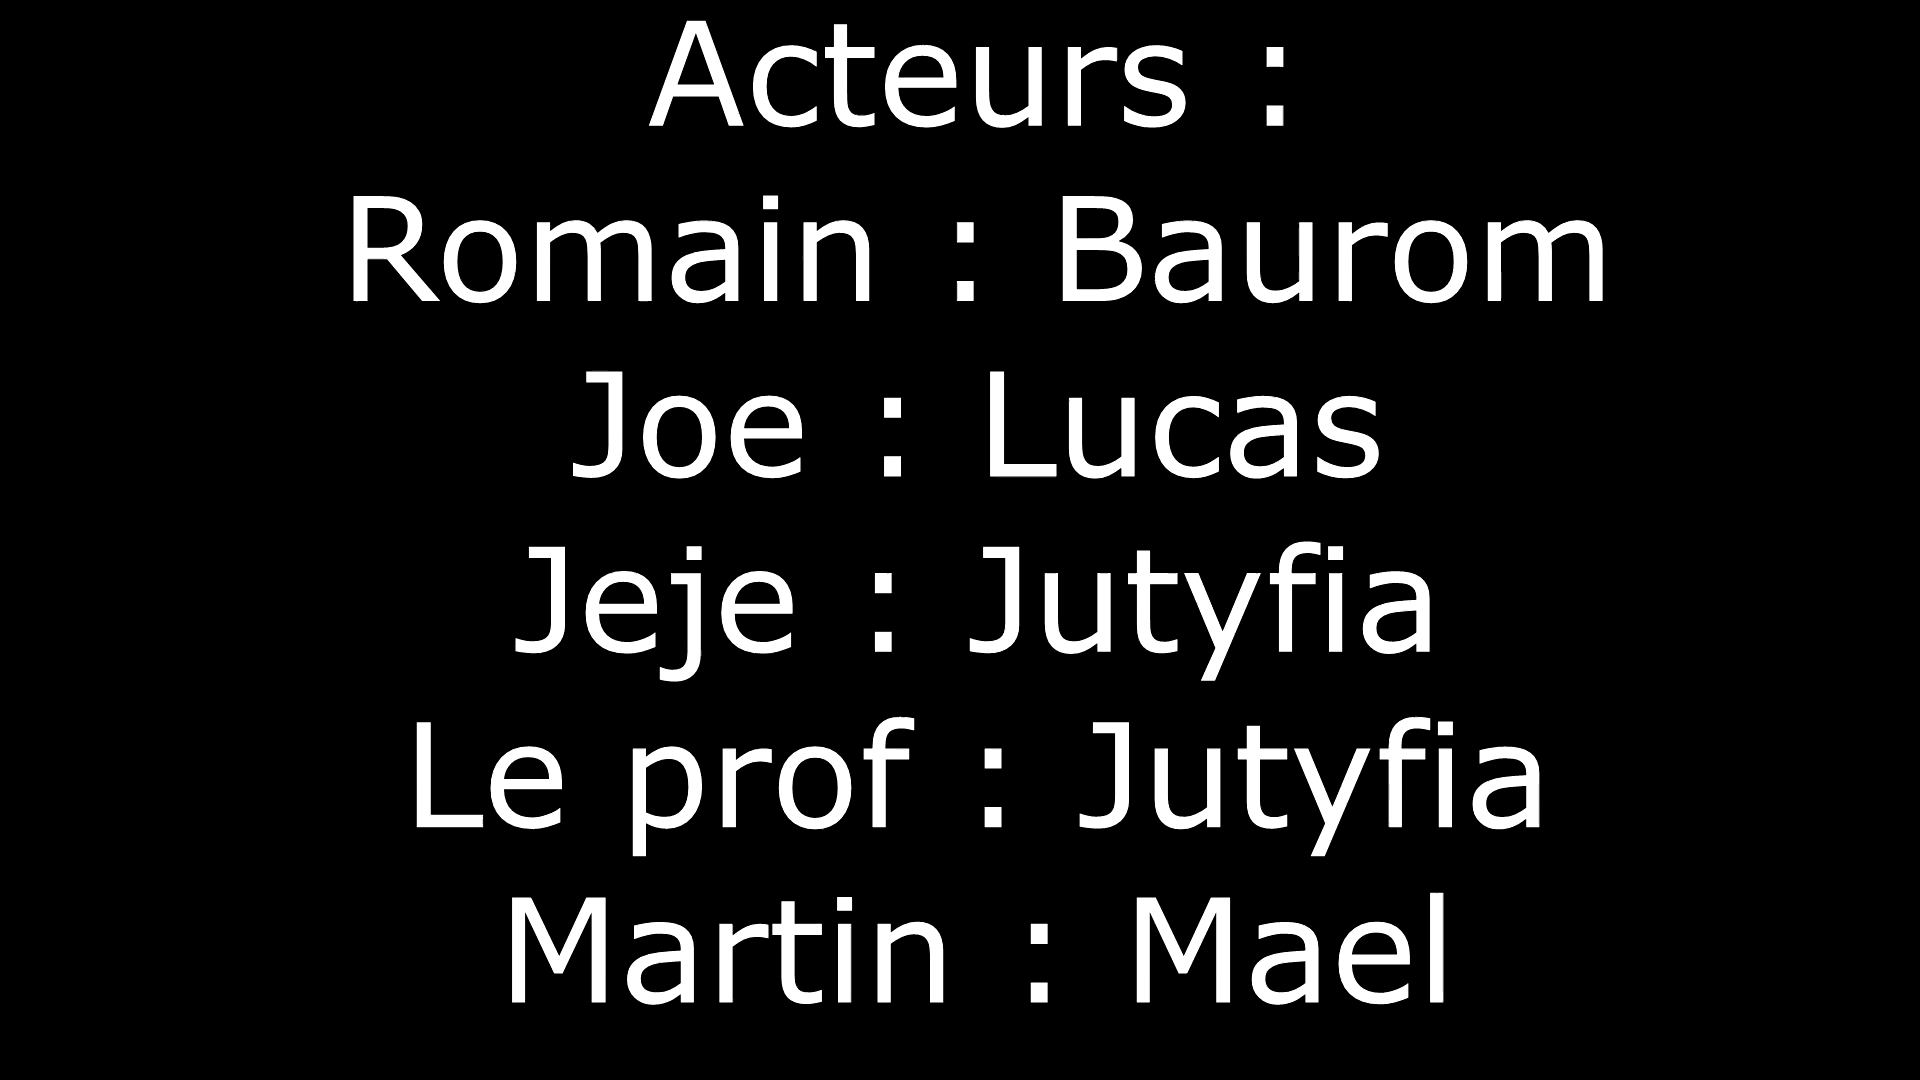 Acteurs :
Romain : Baurom
Joe : Lucas
Jeje : Jutyfia
Le prof : Jutyfia
Martin : Mael